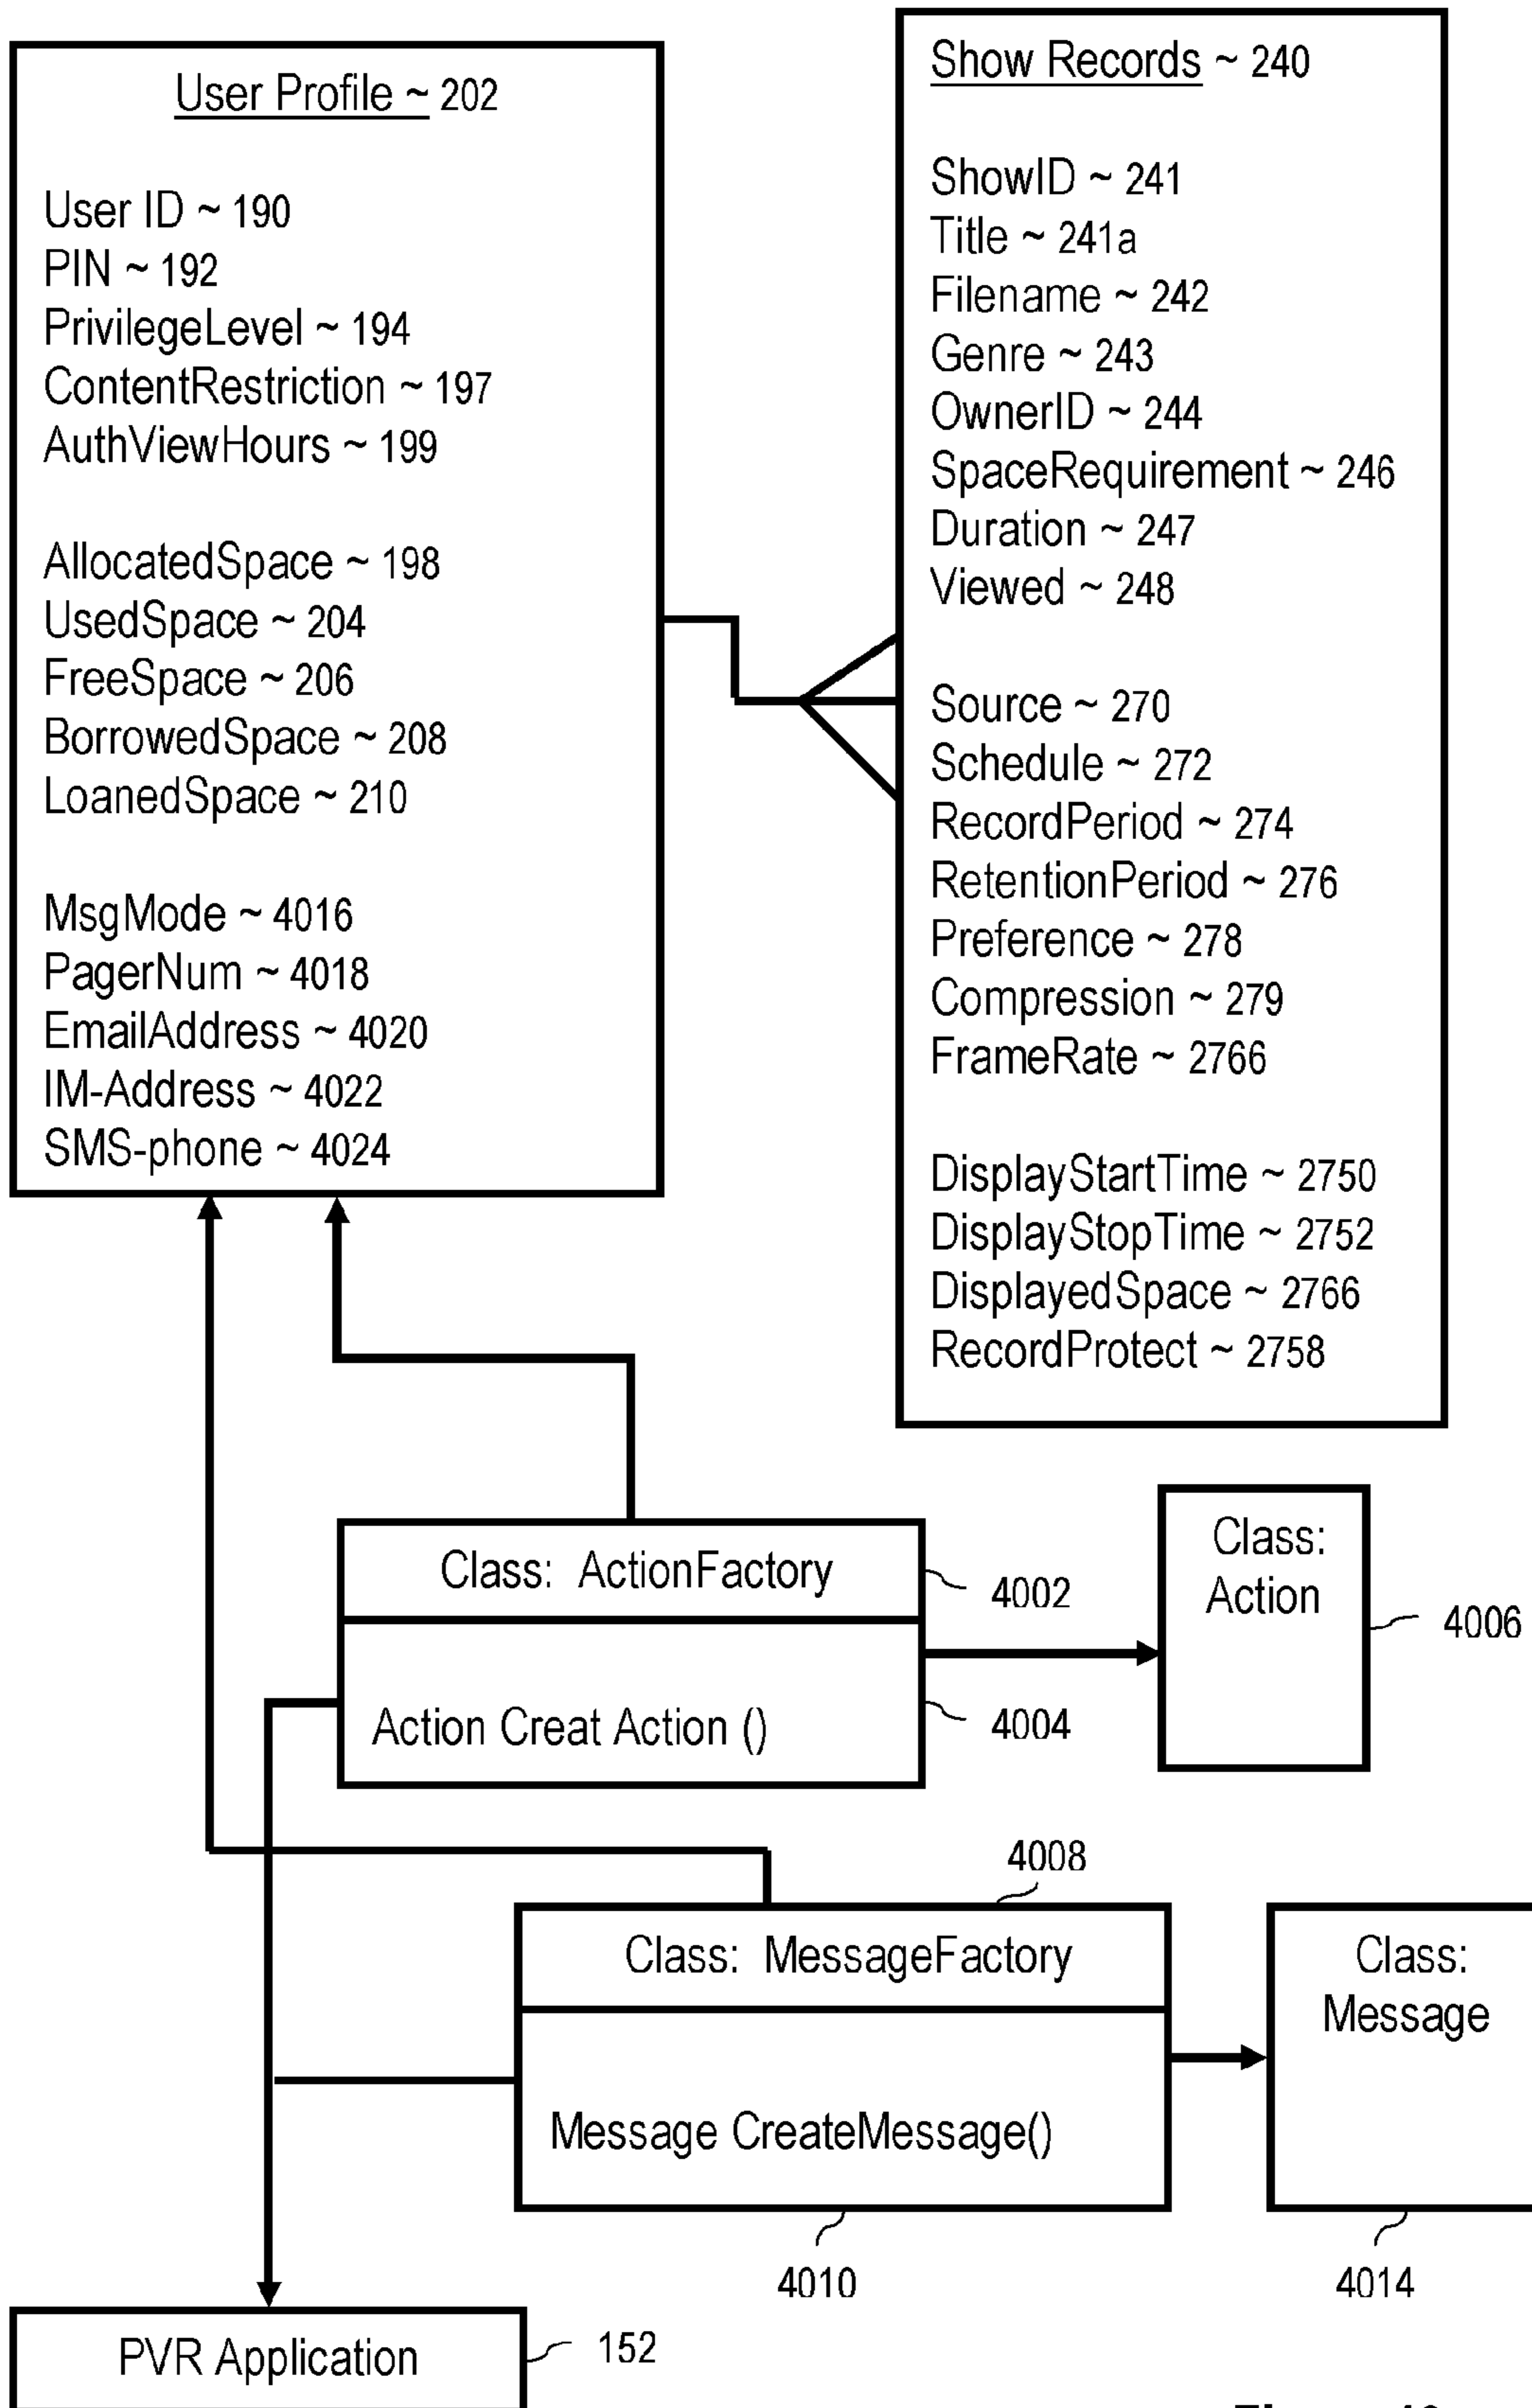 User Profile ~ 202
User ID ~ 190
PIN ~ 192
PrivilegeLevel ~ 194
ContentRestriction ~ 197
AuthViewHours ~ 199
AllocatedSpace ~ 198
UsedSpace ~ 204
FreeSpace ~ 206
BorrowedSpace ~ 208
LoanedSpace ~ 210
MsgMode ~ 4016
PagerNum ~ 4018
EmailAddress ~ 4020
IM-Address ~ 4022
SMS-phone ~ 4024
Show Records ~ 240
ShowID ~ 241
Title ~ 241a
Filename ~ 242
Genre ~ 243
OwnerID ~ 244
SpaceRequirement ~ 246
Duration ~ 247
Viewed ~ 248
Source ~ 270
Schedule ~ 272
RecordPeriod ~ 274
RetentionPeriod ~ 276
Preference ~ 278
Compression ~ 279
FrameRate ~ 2766
DisplayStartTime ~ 2750
DisplayStopTime ~ 2752
DisplayedSpace ~ 2766
RecordProtect ~ 2758
Class: ActionFactory
4002
Action Creat Action ()
4004
Class:
Action
4006
4008
Class: MessageFactory
Message CreateMessage()
4010
Class:
Message
4014
PVR Application
152